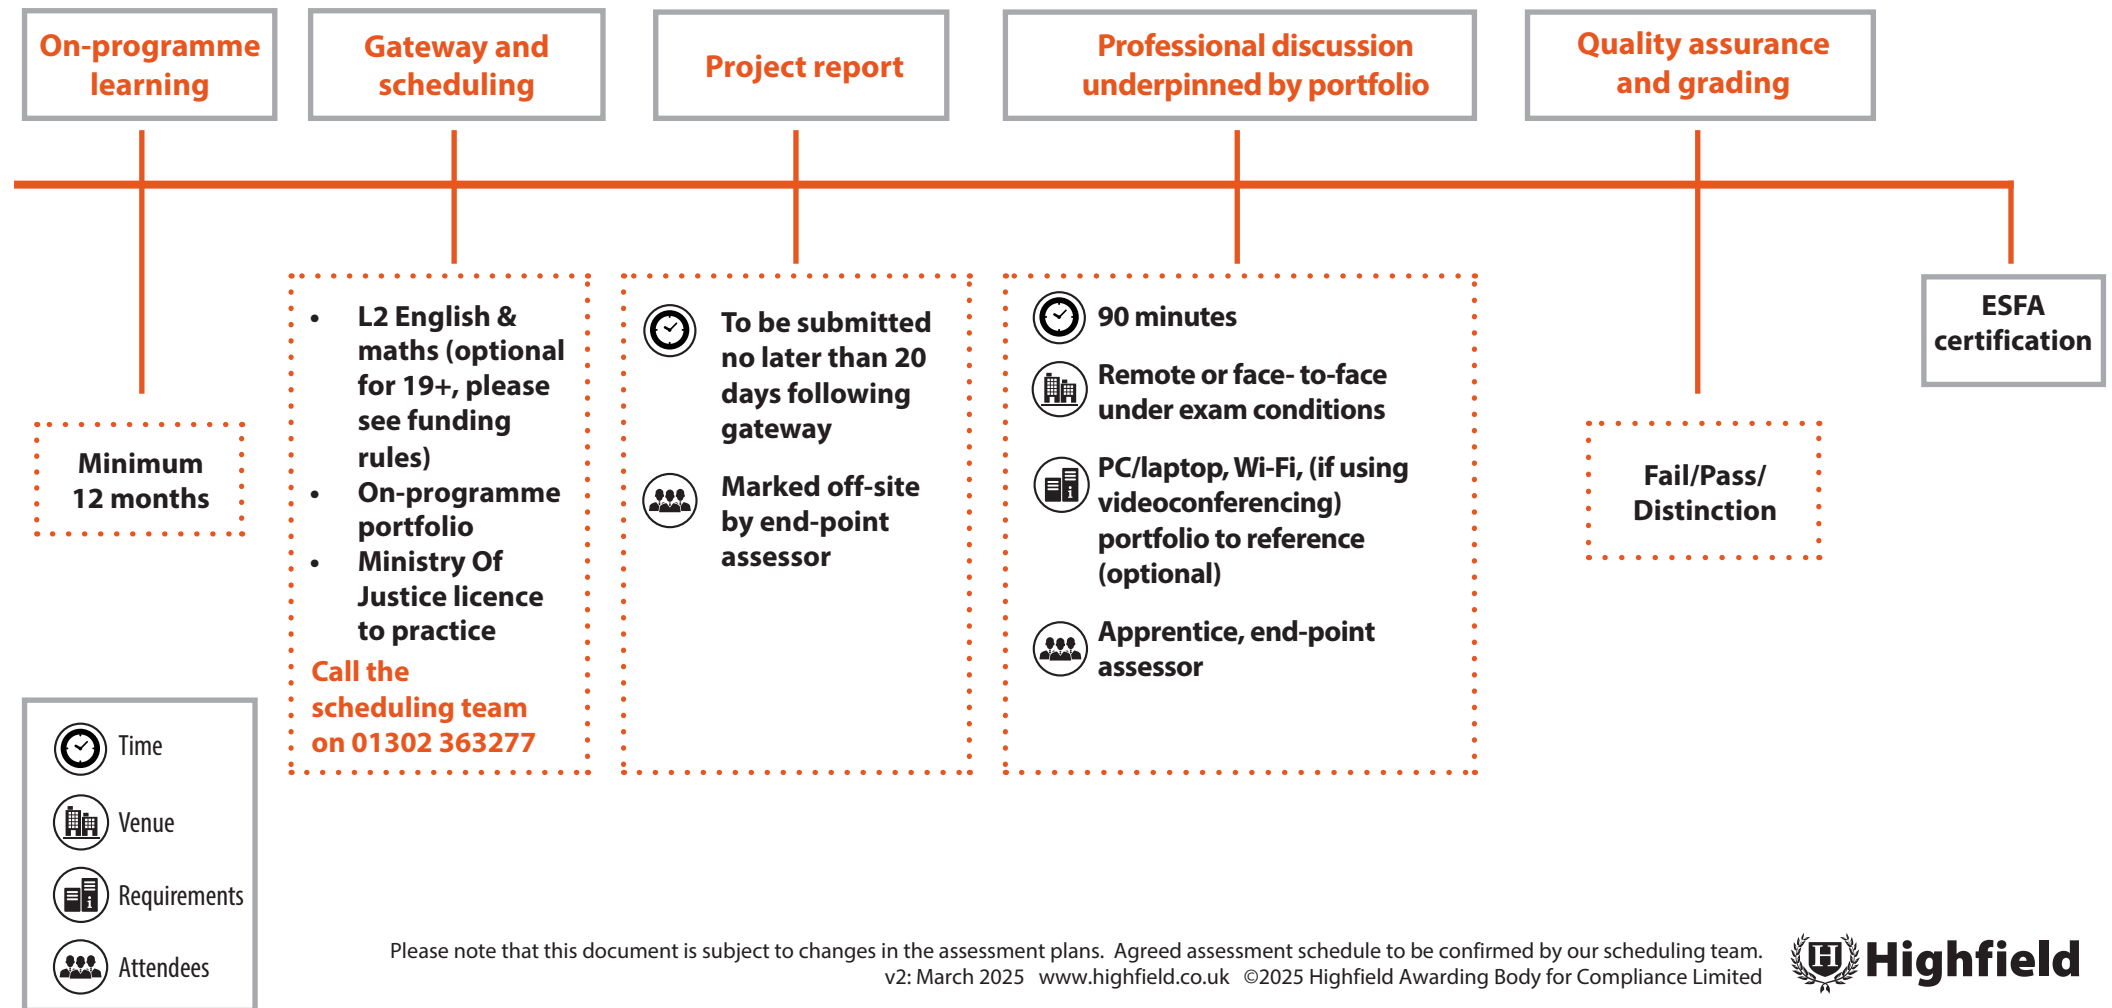 On-programme
learning
Gateway and
scheduling
Project report
Professional discussion
underpinned by portfolio
Quality assurance
and grading
Minimum
12 months
• L2 English &
maths (optional
for 19+, please
see funding
rules)
• On-programme
portfolio
• Ministry Of
Justice licence
to practice
Call the
scheduling team
on 01302 363277
To be submitted
no later than 20
days following
gateway
Marked off-site
by end-point
assessor
90 minutes
Remote or face- to-face
under exam conditions
PC/laptop, Wi-Fi, (if using
videoconferencing)
portfolio to reference
(optional)
Apprentice, end-point
assessor
Fail/Pass/
Distinction
ESFA
certification
Time
Venue
Requirements
Attendees
Please note that this document is subject to changes in the assessment plans.  Agreed assessment schedule to be confirmed by our scheduling team.
v2: March 2025   www.highfield.co.uk   ©2025 Highfield Awarding Body for Compliance Limited
H Highfield